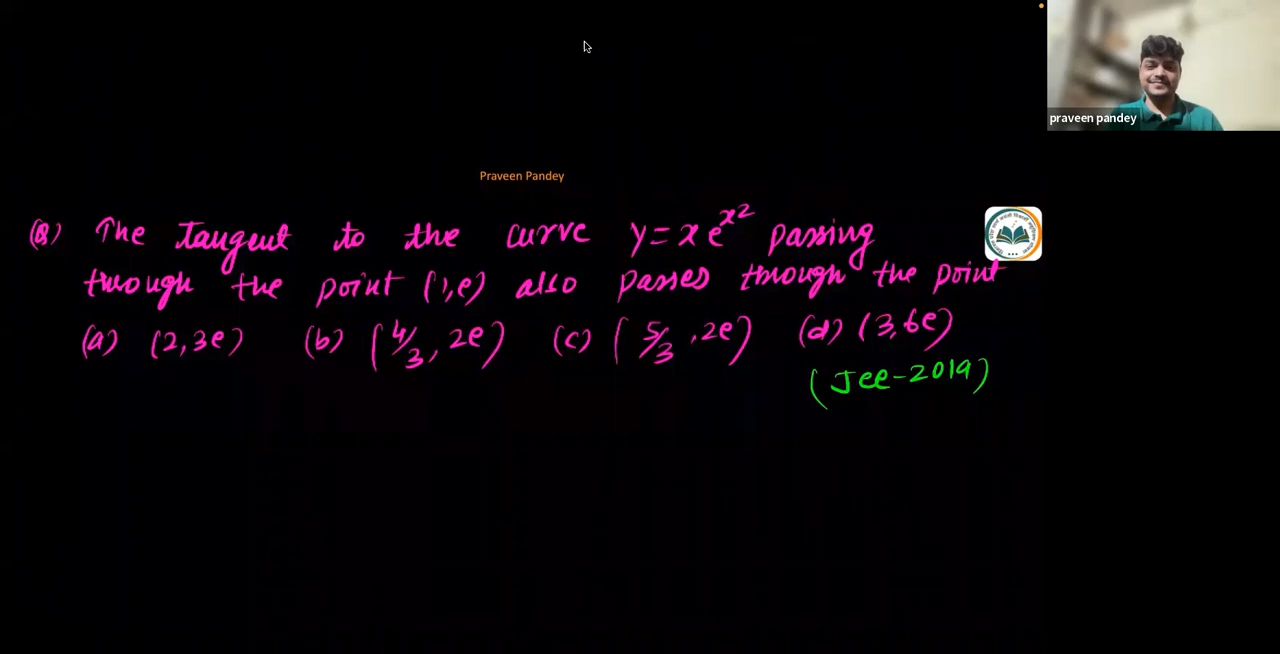 praveen pandey
Praveen Pandey
(Q) The tangent to the curve y = x e^{x^2} passing
through the point (1,e) also passes through the point
(a) (2,3e) (b) (4/3, 2e) (c) (5/3, 2e) (d) (3,6e)
(Jee-2019)